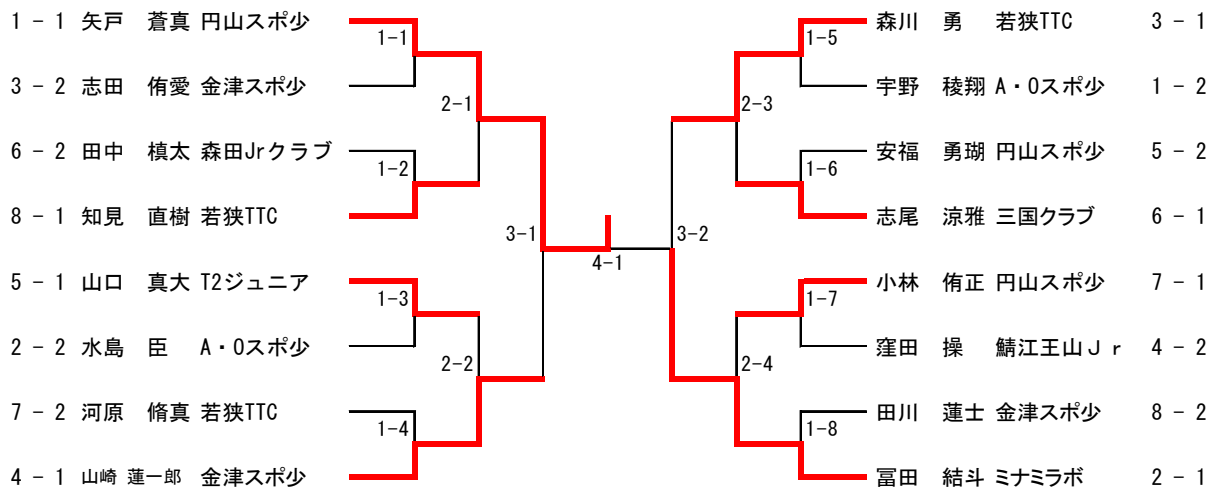 1 - 1 矢戸 蒼真 円山スポ少
1-1
3 - 2 志田 侑愛 金津スポ少
2-1
6 - 2 田中 槙太 森田Jrクラブ
1-2
8 - 1 知見 直樹 若狭TTC
3-1
5 - 1 山口 真大 T2ジュニア
1-3
2 - 2 水島 臣 A・Oスポ少
2-2
7 - 2 河原 脩真 若狭TTC
1-4
4 - 1 山崎 蓮一郎 金津スポ少
4-1
森川 勇 若狭TTC 3 - 1
1-5
宇野 稜翔 A・Oスポ少 1 - 2
2-3
安福 勇瑚 円山スポ少 5 - 2
1-6
志尾 涼雅 三国クラブ 6 - 1
3-2
小林 侑正 円山スポ少 7 - 1
1-7
窪田 操 鯖江王山Ｊｒ 4 - 2
2-4
田川 蓮士 金津スポ少 8 - 2
1-8
冨田 結斗 ミナミラボ 2 - 1